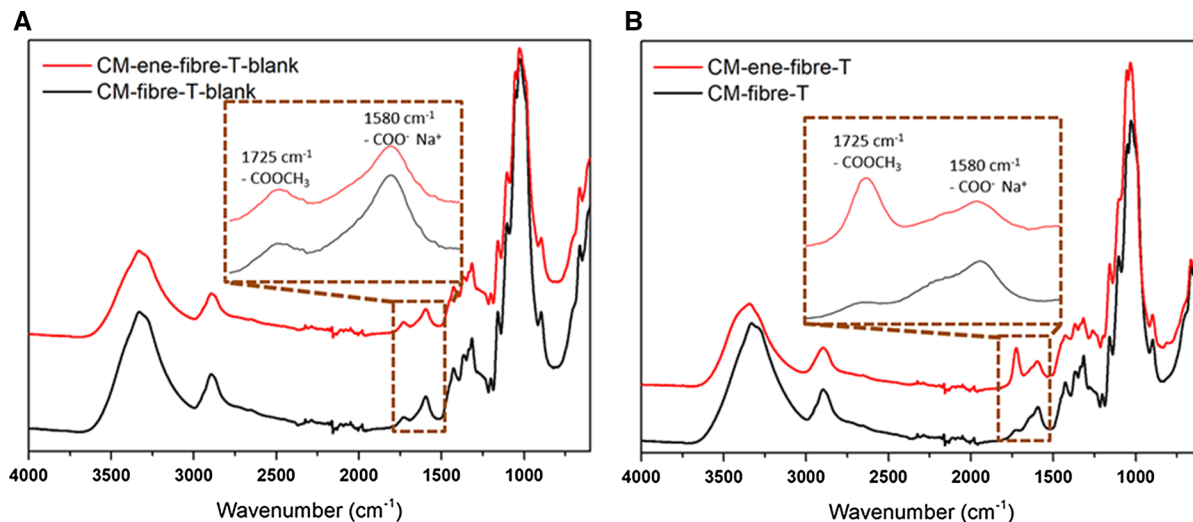 A
CM-ene-fibre-T-blank
CM-fibre-T-blank
1725 cm⁻¹
- COOCH₃
1580 cm⁻¹
- COO⁻ Na⁺
4000 3500 3000 2500 2000 1500 1000
Wavenumber (cm⁻¹)
B
CM-ene-fibre-T
CM-fibre-T
1725 cm⁻¹
- COOCH₃
1580 cm⁻¹
- COO⁻ Na⁺
4000 3500 3000 2500 2000 1500 1000
Wavenumber (cm⁻¹)